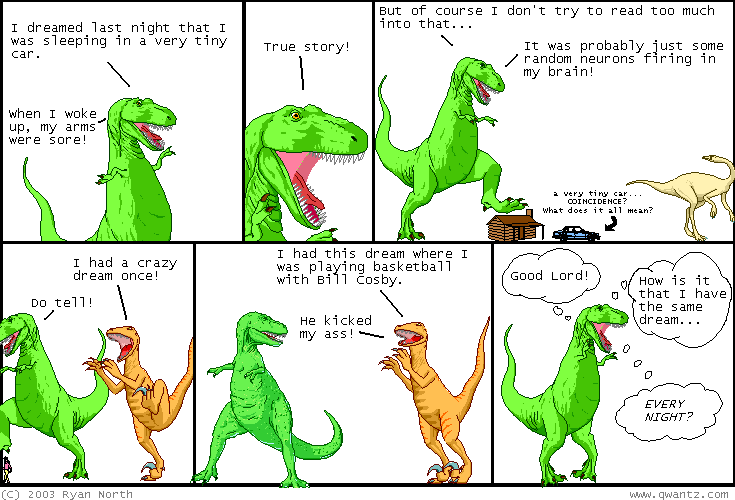 I dreamed last night that I
was sleeping in a very tiny
car.
When I woke
up, my arms
were sore!
True story!
But of course I don't try to read too much
into that...
It was probably just some
random neurons firing in
my brain!
a very tiny car...
COINCIDENCE?
What does it all mean?
Do tell!
I had a crazy
dream once!
I had this dream where I
was playing basketball
with Bill Cosby.
He kicked
my ass!
Good Lord!
How is it
that I have
the same
dream...
EVERY
NIGHT?
(C) 2003 Ryan North
www.qwantz.com